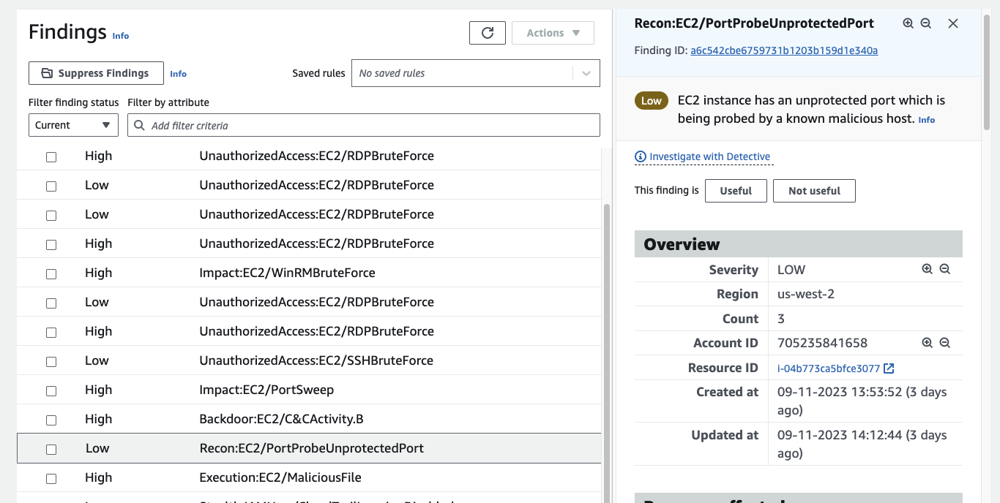 Findings Info
Actions
Suppress Findings Info
Saved rules
No saved rules
Filter finding status
Filter by attribute
Current
Add filter criteria
High UnauthorizedAccess:EC2/RDPBruteForce
Low UnauthorizedAccess:EC2/RDPBruteForce
Low UnauthorizedAccess:EC2/RDPBruteForce
High UnauthorizedAccess:EC2/RDPBruteForce
High Impact:EC2/WinRMBruteForce
Low UnauthorizedAccess:EC2/RDPBruteForce
High UnauthorizedAccess:EC2/RDPBruteForce
Low UnauthorizedAccess:EC2/SSHBruteForce
High Impact:EC2/PortSweep
High Backdoor:EC2/C&CActivity.B
Low Recon:EC2/PortProbeUnprotectedPort
High Execution:EC2/MaliciousFile
Recon:EC2/PortProbeUnprotectedPort
Finding ID: a6c542cbe6759731b1203b159d1e340a
Low
EC2 instance has an unprotected port which is
being probed by a known malicious host. Info
Investigate with Detective
This finding is
Useful
Not useful
Overview
Severity LOW
Region us-west-2
Count 3
Account ID 705235841658
Resource ID i-04b773ca5bfce3077
Created at 09-11-2023 13:53:52 (3 days
ago)
Updated at 09-11-2023 14:12:44 (3 days
ago)